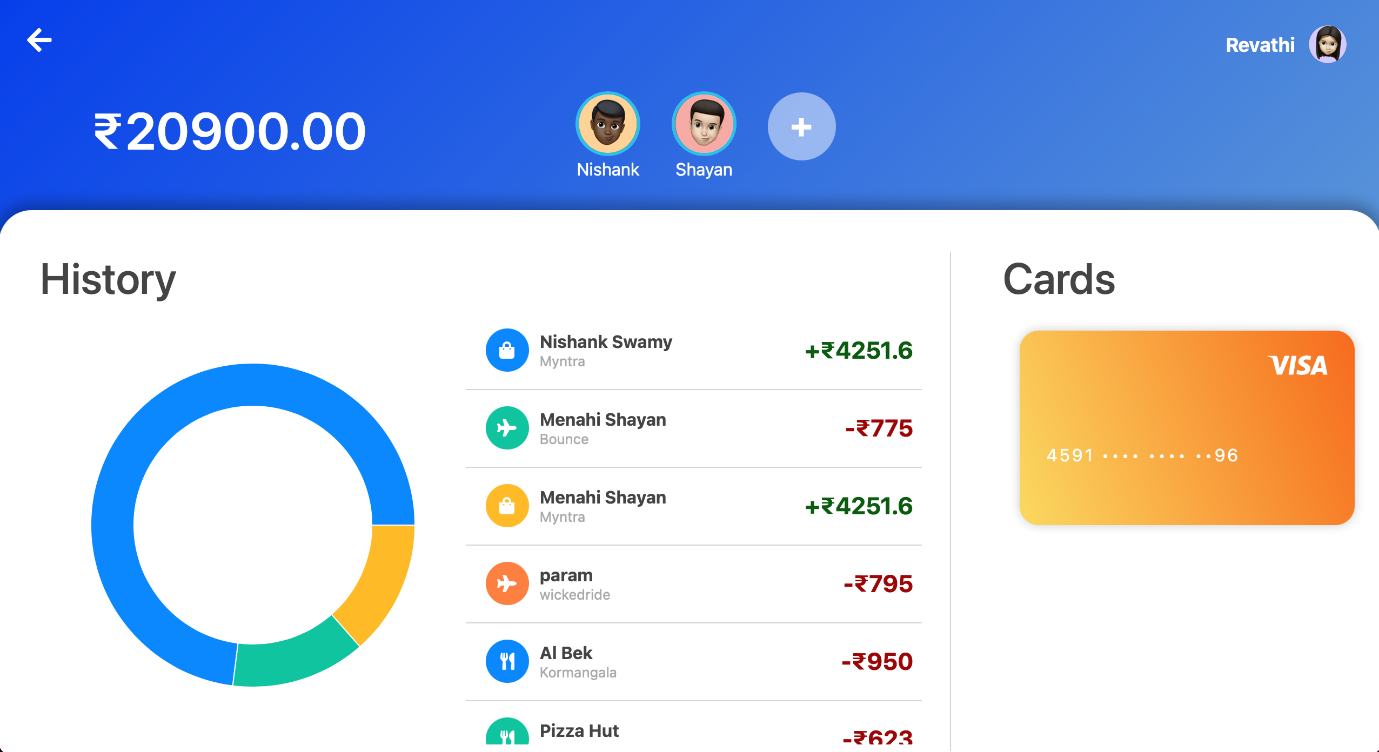 Revathi
₹20900.00
Nishank
Shayan
History
Nishank Swamy
Myntra
+₹4251.6
Menahi Shayan
Bounce
-₹775
Menahi Shayan
Myntra
+₹4251.6
param
wickedride
-₹795
Al Bek
Kormangala
-₹950
Pizza Hut
-₹623
Cards
VISA
4591 •••• •••• ••96